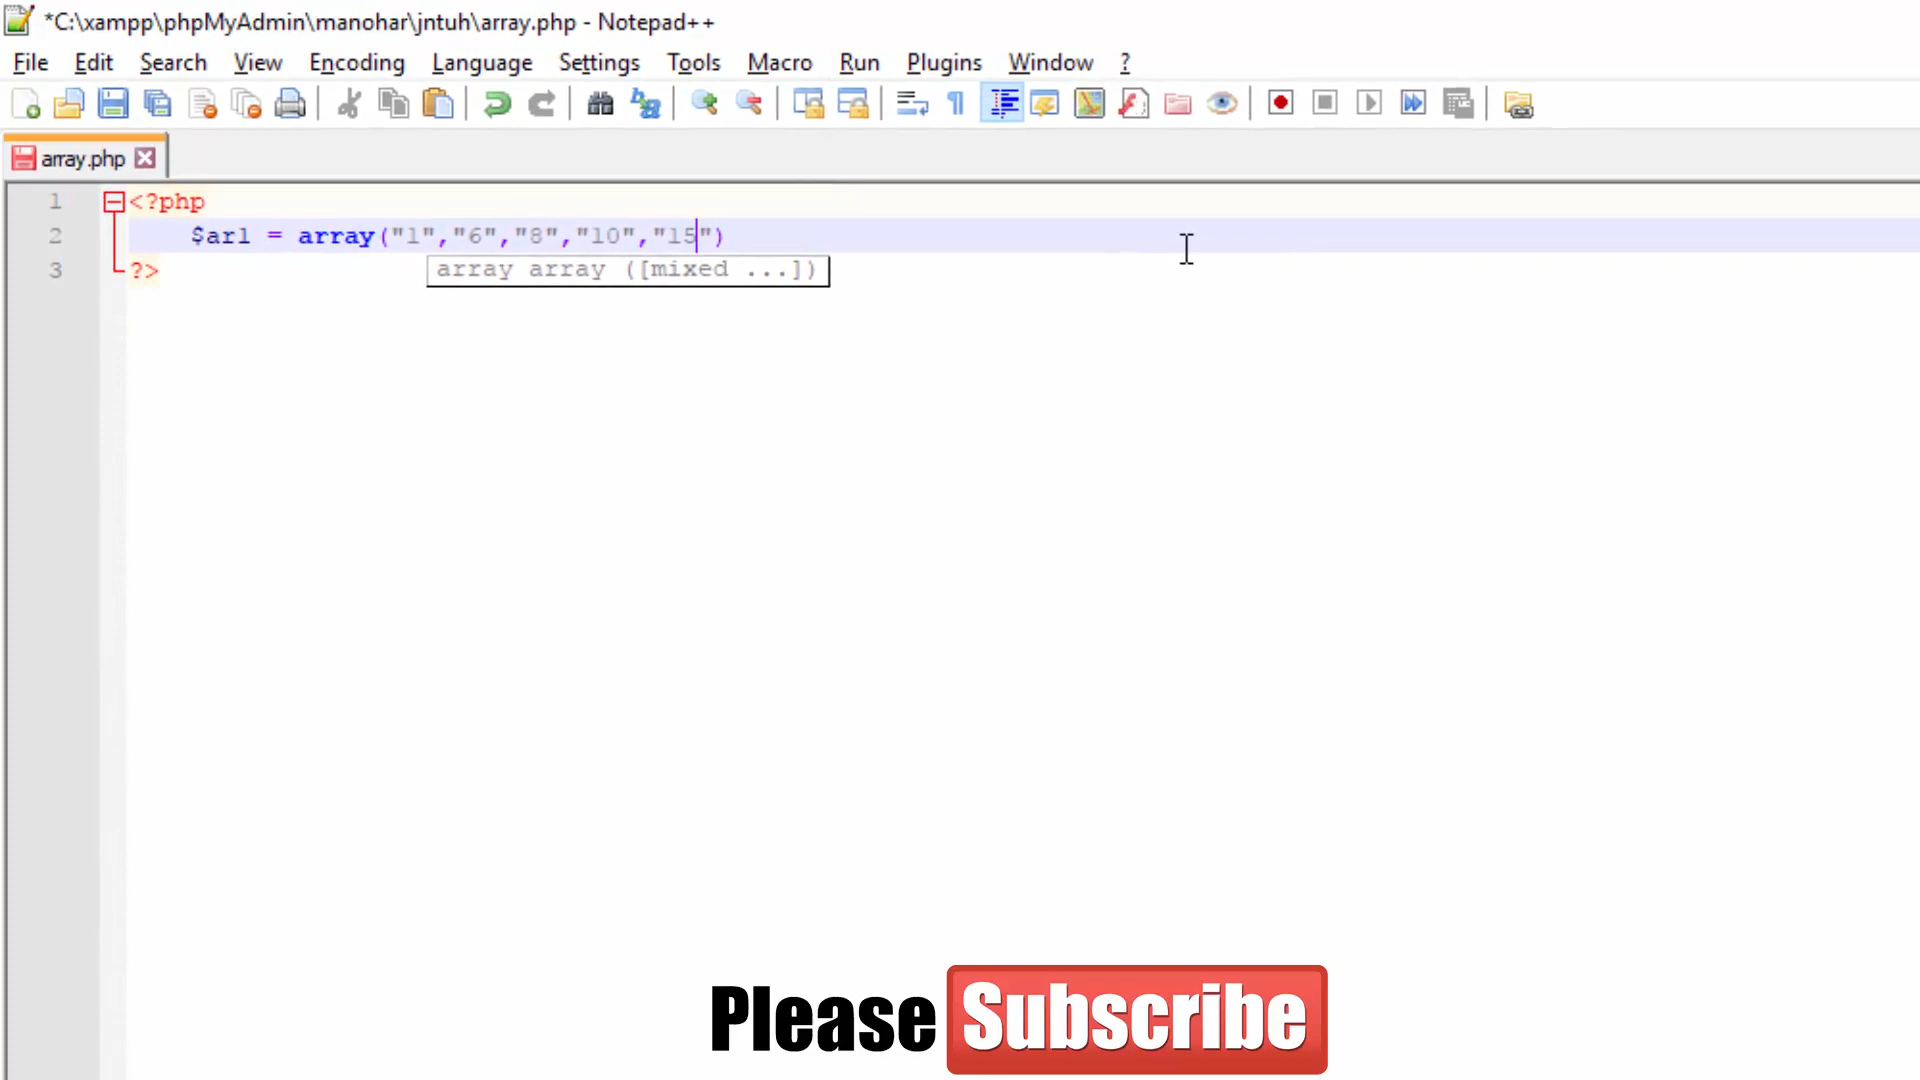 *C:\xampp\phpMyAdmin\manohar\jntuh\array.php - Notepad++
File Edit Search View Encoding Language Settings Tools Macro Run Plugins Window ?
array.php
1 <?php
2 $ar1 = array("1","6","8","10","15")
array array ([mixed ...])
3 ?>
Please Subscribe